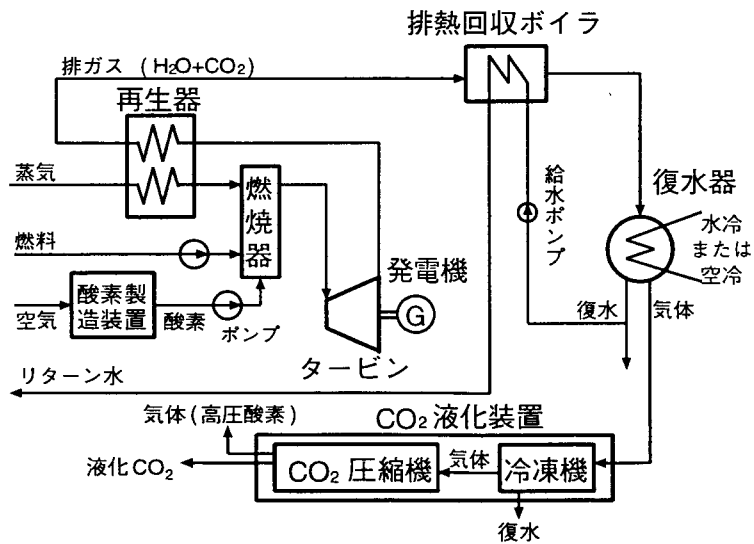 排熱回収ボイラ
排ガス (H₂O+CO₂)
再生器
蒸気
燃焼器
給水ポンプ
復水器
水冷
または
空冷
燃料
発電機
酸素製
造装置
空気
酸素
ポンプ
G
復水
気体
タービン
リターン水
気体(高圧酸素)
CO₂液化装置
液化CO₂
CO₂圧縮機
気体
冷凍機
復水